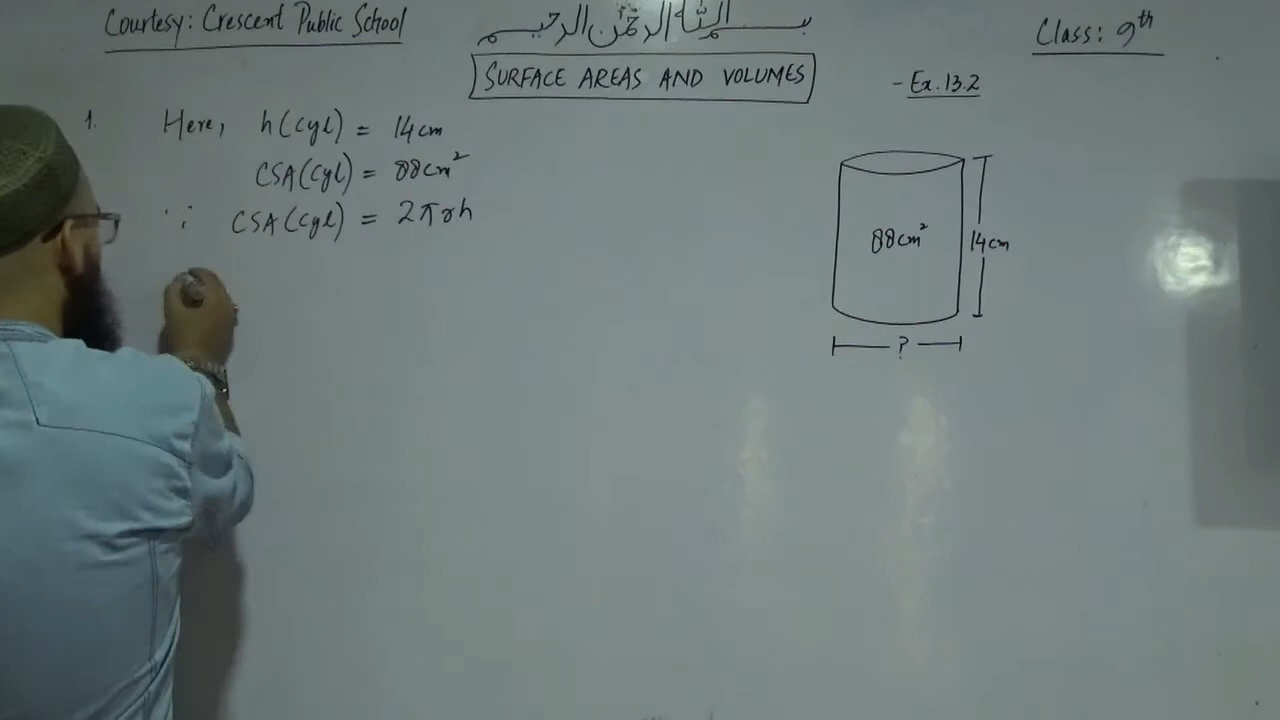 Courtesy: Crescent Public School
بسم الله الرحمن الرحيم
Class: 9th
SURFACE AREAS AND VOLUMES
- Ex. 13.2
1. Here, h(cyl) = 14cm
CSA(cyl) = 88cm²
∵ CSA(cyl) = 2πrh
88cm²
14cm
?